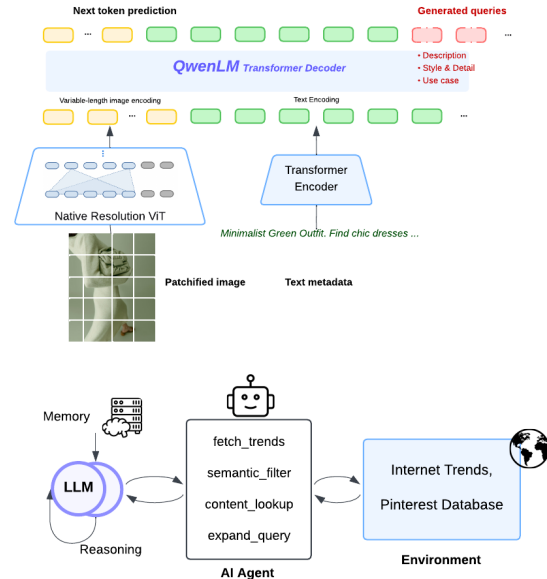 Next token prediction
Generated queries
...
...
QwenLM Transformer Decoder
• Description
• Style & Detail
• Use case
Variable-length image encoding
Text Encoding
...
...
Native Resolution ViT
Transformer
Encoder
Minimalist Green Outfit. Find chic dresses ...
Patchified image
Text metadata
Memory
LLM
Reasoning
fetch_trends
semantic_filter
content_lookup
expand_query
AI Agent
Internet Trends,
Pinterest Database
Environment